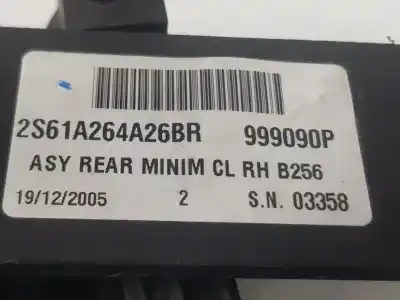 2S61A264A26BR 999090P
ASY REAR MINIM CL RH B256
19/12/2005 2 S.N. 03358